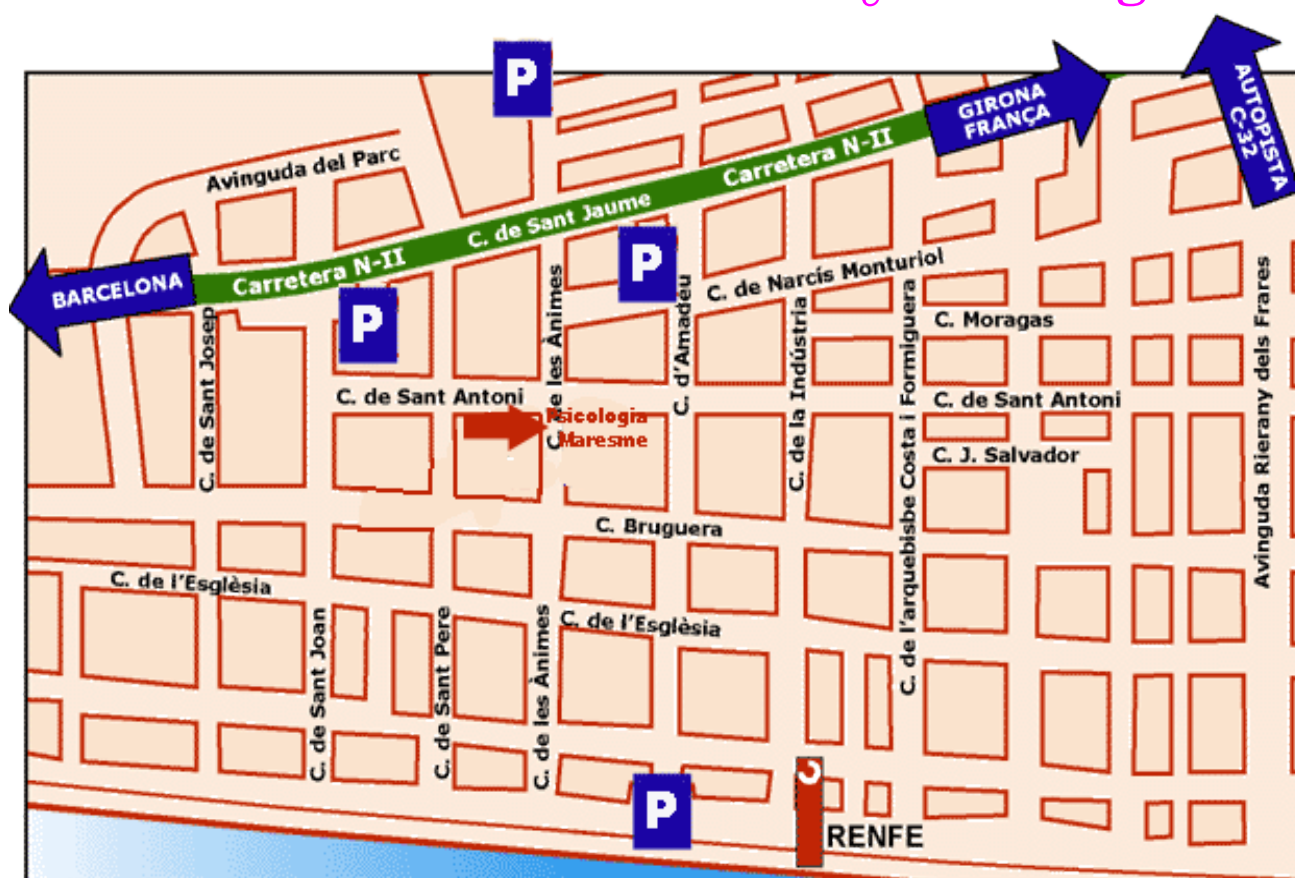 P
AUTOPISTA
C-32
GIRONA
FRANÇA
Avinguda del Parc
Carretera N-II
C. de Sant Jaume
Carretera N-II
BARCELONA
P
P
C. de Narcís Monturiol
C. Moragas
C. de Sant Josep
les Ànimes
C. d'Amadeu
C. de la Indústria
C. de l'arquebisbe Costa i Formiguera
Avinguda Rierany dels Frares
C. de Sant Antoni
C. de Sant Antoni
Psicologia
Maresme
C. J. Salvador
C. Bruguera
C. de l'Esglèsia
C. de l'Esglèsia
C. de Sant Joan
C. de Sant Pere
C. de les Ànimes
P
RENFE